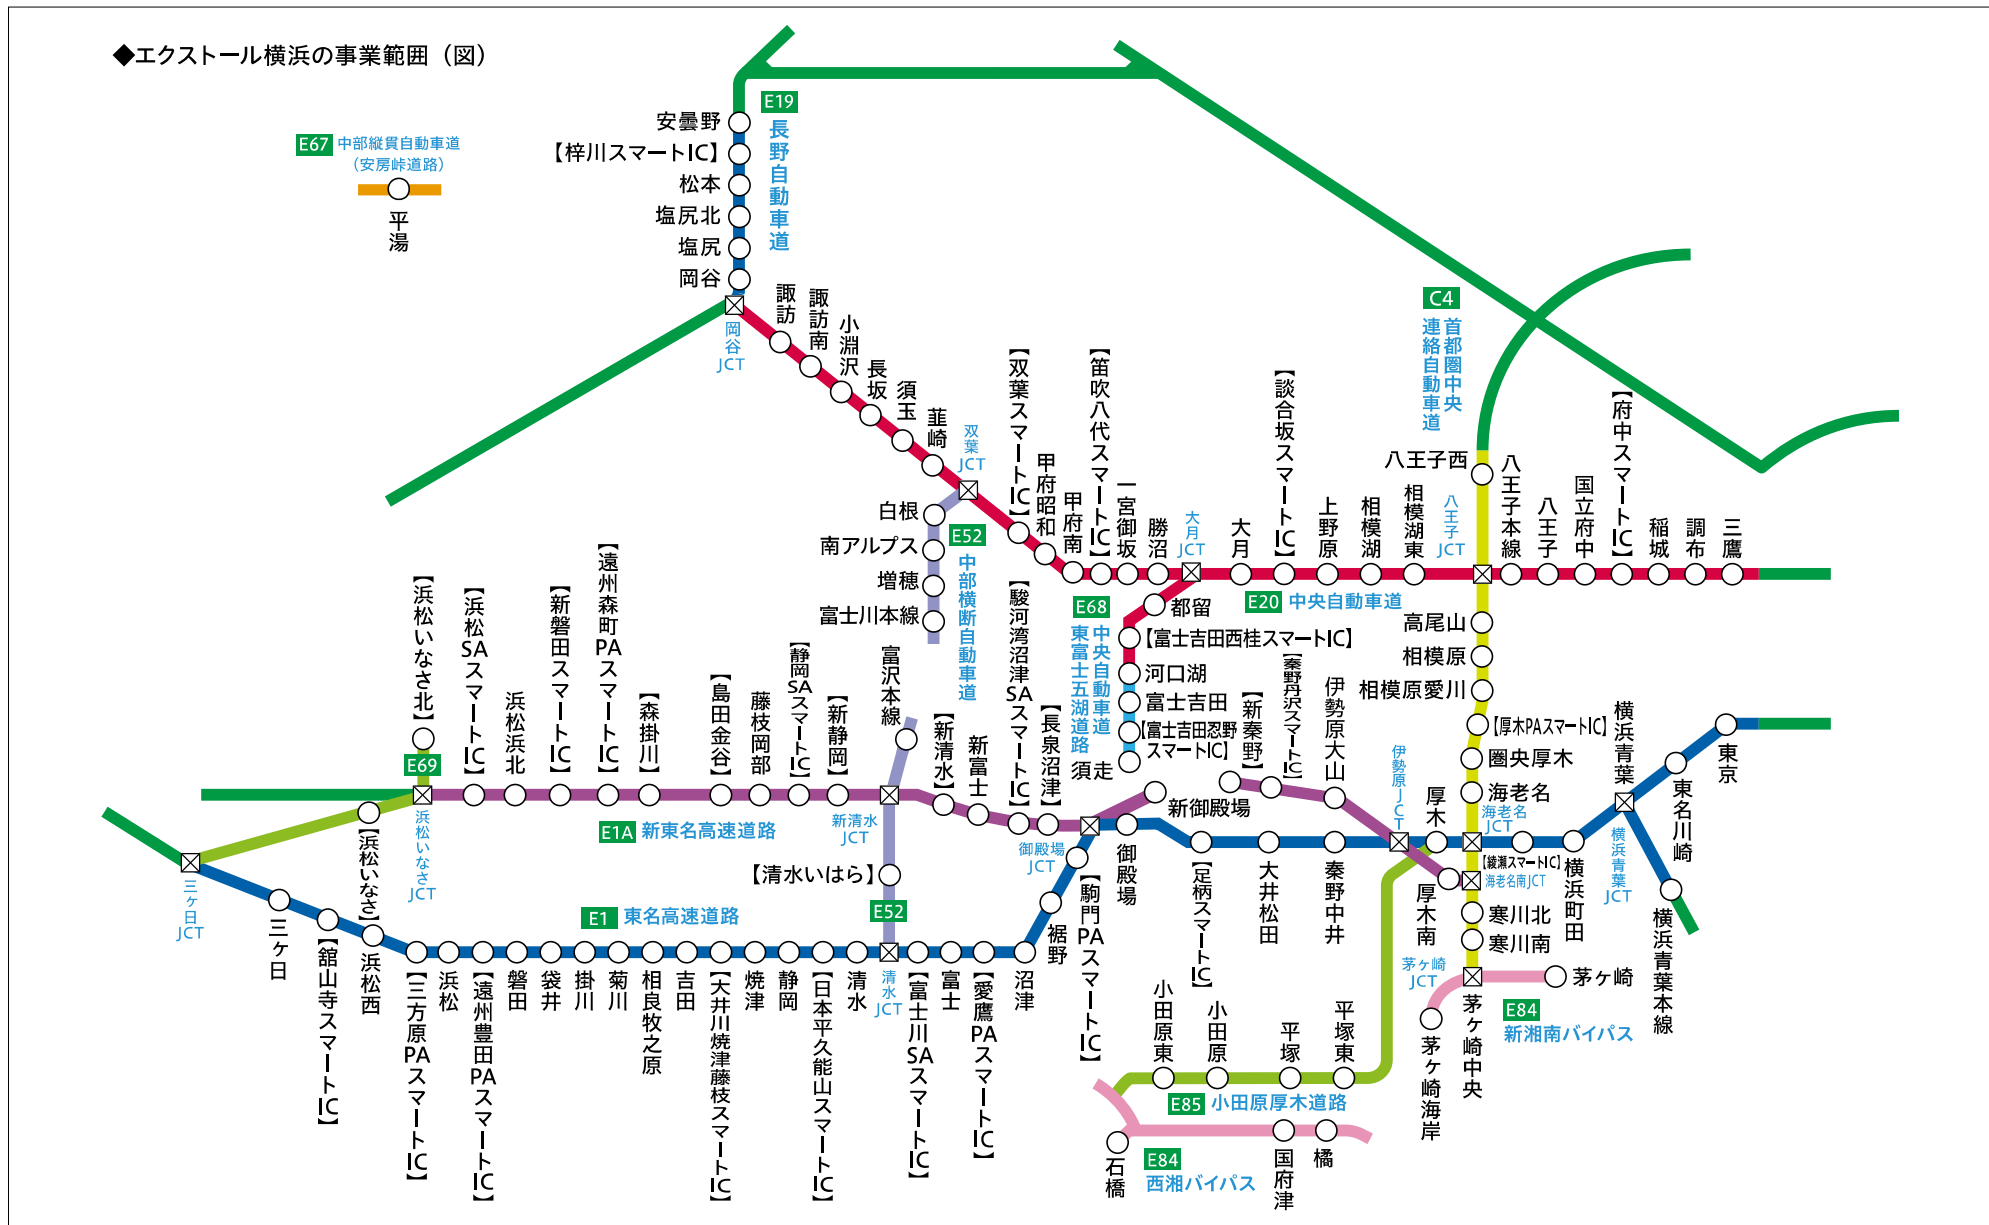 ◆エクストール横浜の事業範囲（図）
E67 中部縦貫自動車道
（安房峠道路）
平湯
E19
長野自動車道
安曇野
【梓川スマートIC】
松本
塩尻北
塩尻
岡谷
岡谷JCT
諏訪
諏訪南
小淵沢
長坂
須玉
韮崎
双葉JCT
【双葉スマートIC】
甲府昭和
甲府南
【笛吹八代スマートIC】
一宮御坂
勝沼
大月JCT
大月
【談合坂スマートIC】
上野原
相模湖
相模湖東
八王子JCT
八王子本線
八王子
国立府中
【府中スマートIC】
稲城
調布
三鷹
E20 中央自動車道
C4
首都圏中央
連絡自動車道
八王子西
高尾山
相模原
相模原愛川
【厚木PAスマートIC】
圏央厚木
海老名
海老名
JCT
【綾瀬スマートIC】
海老名南JCT
寒川北
寒川南
茅ヶ崎
JCT
茅ヶ崎中央
茅ヶ崎
茅ヶ崎海岸
E84
新湘南バイパス
白根
南アルプス
増穂
富士川本線
E52
中部横断自動車道
E68
中央自動車道
東富士五湖道路
都留
【富士吉田西桂スマートIC】
河口湖
富士吉田
【富士吉田忍野
スマートIC】
須走
【浜松いなさ北】
E69
【浜松SAスマートIC】
浜松浜北
【新磐田スマートIC】
【遠州森町PAスマートIC】
【森掛川】
【島田金谷】
藤枝岡部
【静岡SAスマートIC】
【新静岡】
富沢本線
【新清水】
新富士
【駿河湾沼津SAスマートIC】
【長泉沼津】
新御殿場
【新秦野】
【秦野丹沢スマートIC】
伊勢原大山
伊勢原JCT
厚木
厚木南
浜松いなさJCT
【浜松いなさ】
E1A 新東名高速道路
新清水
JCT
御殿場
JCT
【清水いはら】
E52
E1 東名高速道路
三ヶ日JCT
三ヶ日
【舘山寺スマートIC】
浜松西
【三方原PAスマートIC】
浜松
【遠州豊田PAスマートIC】
磐田
袋井
掛川
菊川
相良牧之原
吉田
【大井川焼津藤枝スマートIC】
焼津
静岡
【日本平久能山スマートIC】
清水
清水JCT
【富士川SAスマートIC】
富士
【愛鷹PAスマートIC】
沼津
裾野
【駒門PAスマートIC】
御殿場
【足柄スマートIC】
大井松田
秦野中井
横浜町田
横浜青葉
横浜青葉JCT
東名川崎
東京
横浜青葉本線
小田原東
小田原
平塚
平塚東
E85 小田原厚木道路
石橋
E84
西湘バイパス
国府津
橘